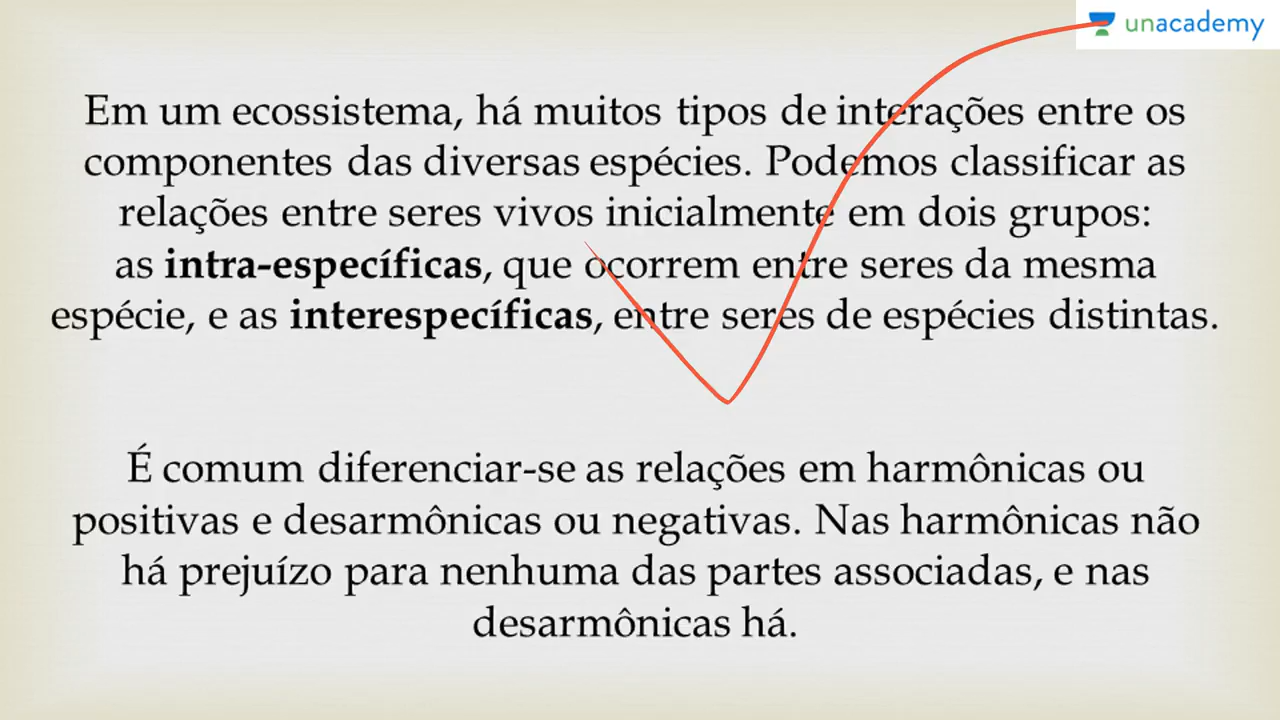 unacademy
Em um ecossistema, há muitos tipos de interações entre os
componentes das diversas espécies. Podemos classificar as
relações entre seres vivos inicialmente em dois grupos:
as intra-específicas, que ocorrem entre seres da mesma
espécie, e as interespecíficas, entre seres de espécies distintas.
É comum diferenciar-se as relações em harmônicas ou
positivas e desarmônicas ou negativas. Nas harmônicas não
há prejuízo para nenhuma das partes associadas, e nas
desarmônicas há.